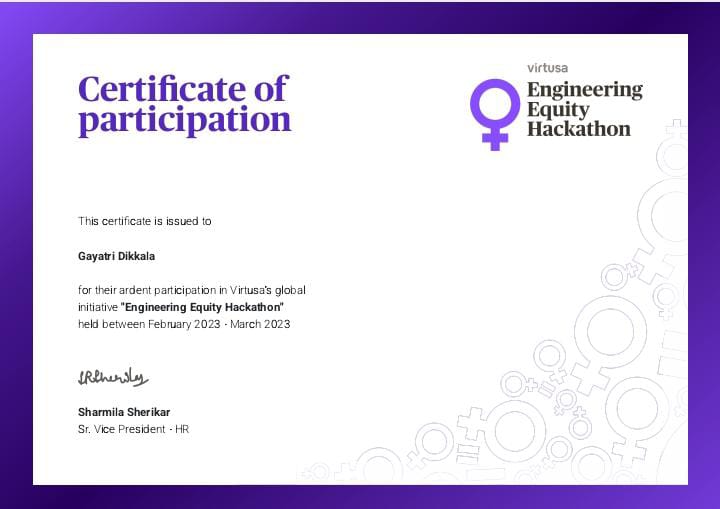 Certificate of
participation
virtusa
Engineering
Equity
Hackathon
This certificate is issued to
Gayatri Dikkala
for their ardent participation in Virtusa's global
initiative "Engineering Equity Hackathon"
held between February 2023 - March 2023
Sharmila Sherikar
Sr. Vice President - HR